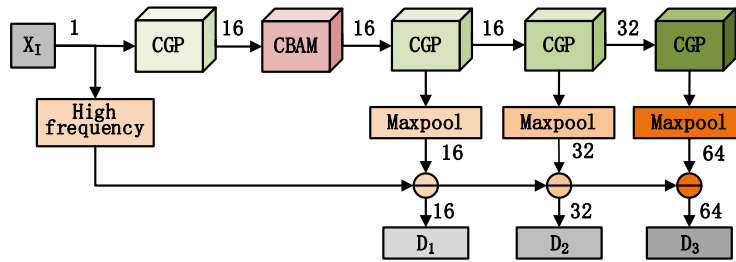 X_I
1
CGP
16
CBAM
16
CGP
16
CGP
32
CGP
High
frequency
Maxpool
Maxpool
Maxpool
16
32
64
16
32
64
D₁
D₂
D₃